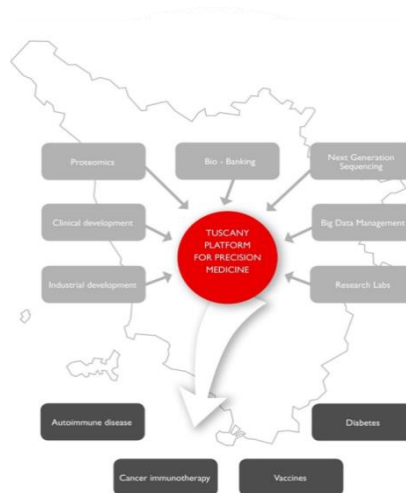 Proteomics
Bio - Banking
Next Generation
Sequencing
Clinical development
TUSCANY
PLATFORM
FOR PRECISION
MEDICINE
Big Data Management
Industrial development
Research Labs
Autoimmune disease
Diabetes
Cancer immunotherapy
Vaccines